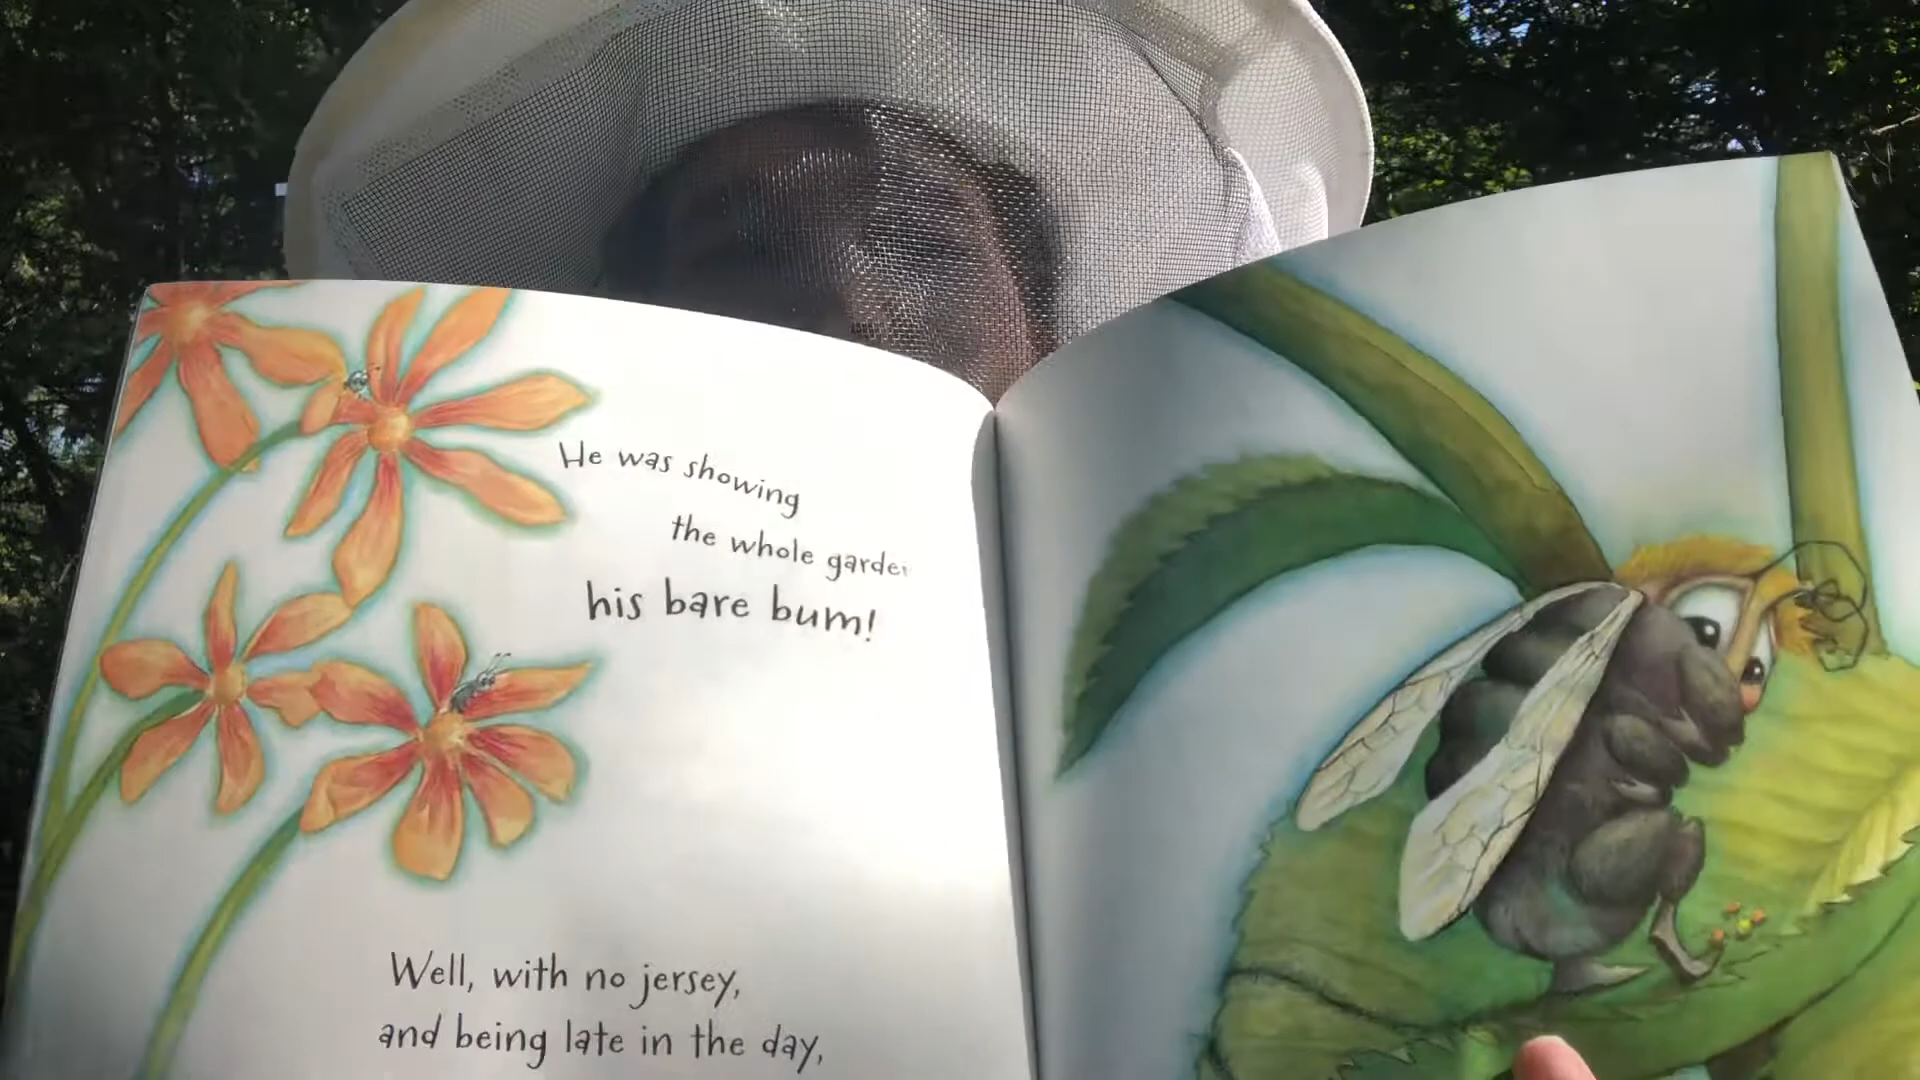 He was showing
the whole garde
his bare bum!
Well, with no jersey,
and being late in the day,